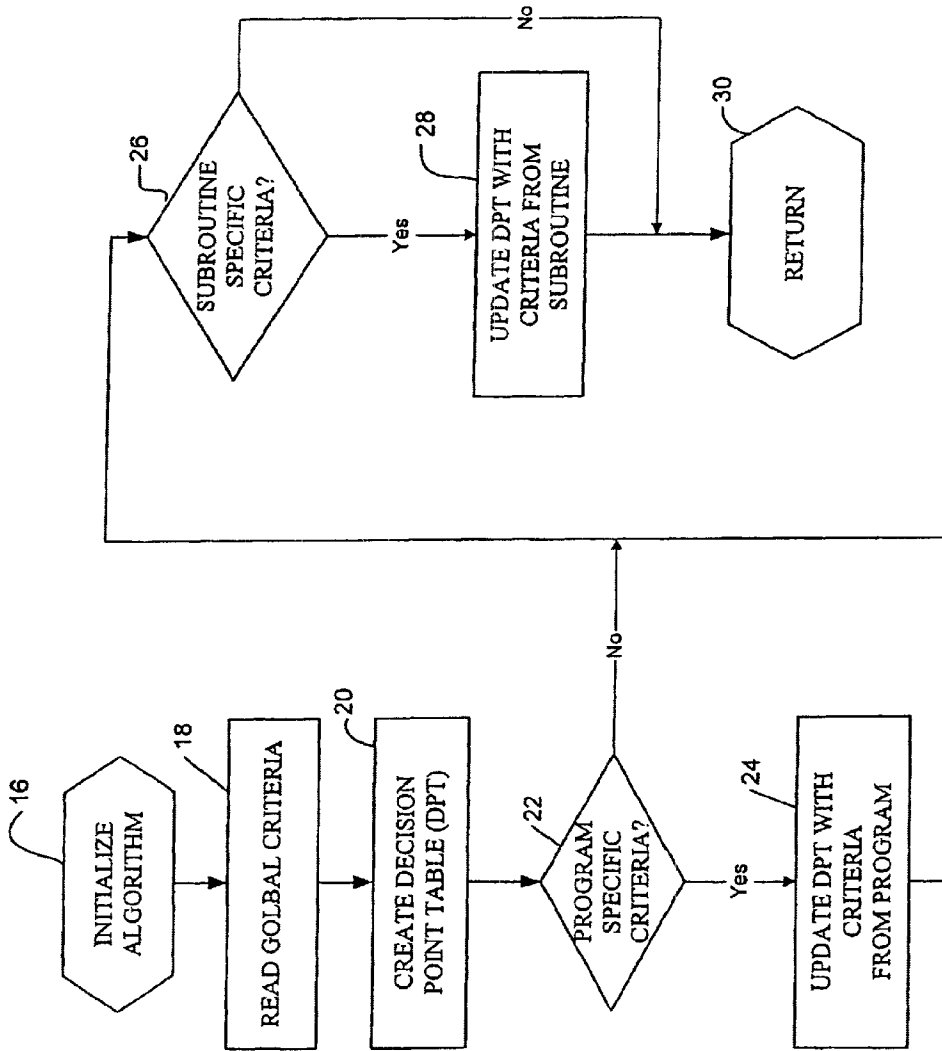 16
INITIALIZE
ALGORITHM
18
READ GOLBAL CRITERIA
20
CREATE DECISION
POINT TABLE (DPT)
22
PROGRAM
SPECIFIC
CRITERIA?
No
Yes
24
UPDATE DPT WITH
CRITERIA
FROM PROGRAM
26
SUBROUTINE
SPECIFIC
CRITERIA?
No
Yes
28
UPDATE DPT WITH
CRITERIA FROM
SUBROUTINE
30
RETURN